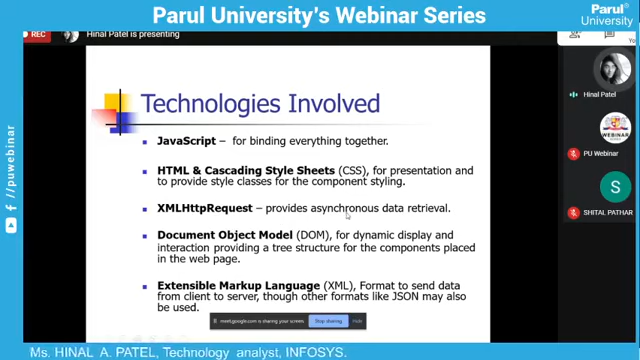 Parul University's Webinar Series
Parul®
University
REC
Hinal Patel is presenting
Technologies Involved
JavaScript – for binding everything together.
HTML & Cascading Style Sheets (CSS), for presentation and
to provide style classes for the component styling.
XMLHttpRequest – provides asynchronous data retrieval.
Document Object Model (DOM), for dynamic display and
interaction providing a tree structure for the components placed
in the web page.
Extensible Markup Language (XML), Format to send data
from client to server, though other formats like JSON may also
be used.
meet.google.com is sharing your screen.
Stop sharing
Hide
Hinal Patel
WEBINAR
PU Webinar
S
SHITAL PATHAR
/puwebinar
Ms. HINAL A. PATEL, Technology analyst, INFOSYS.